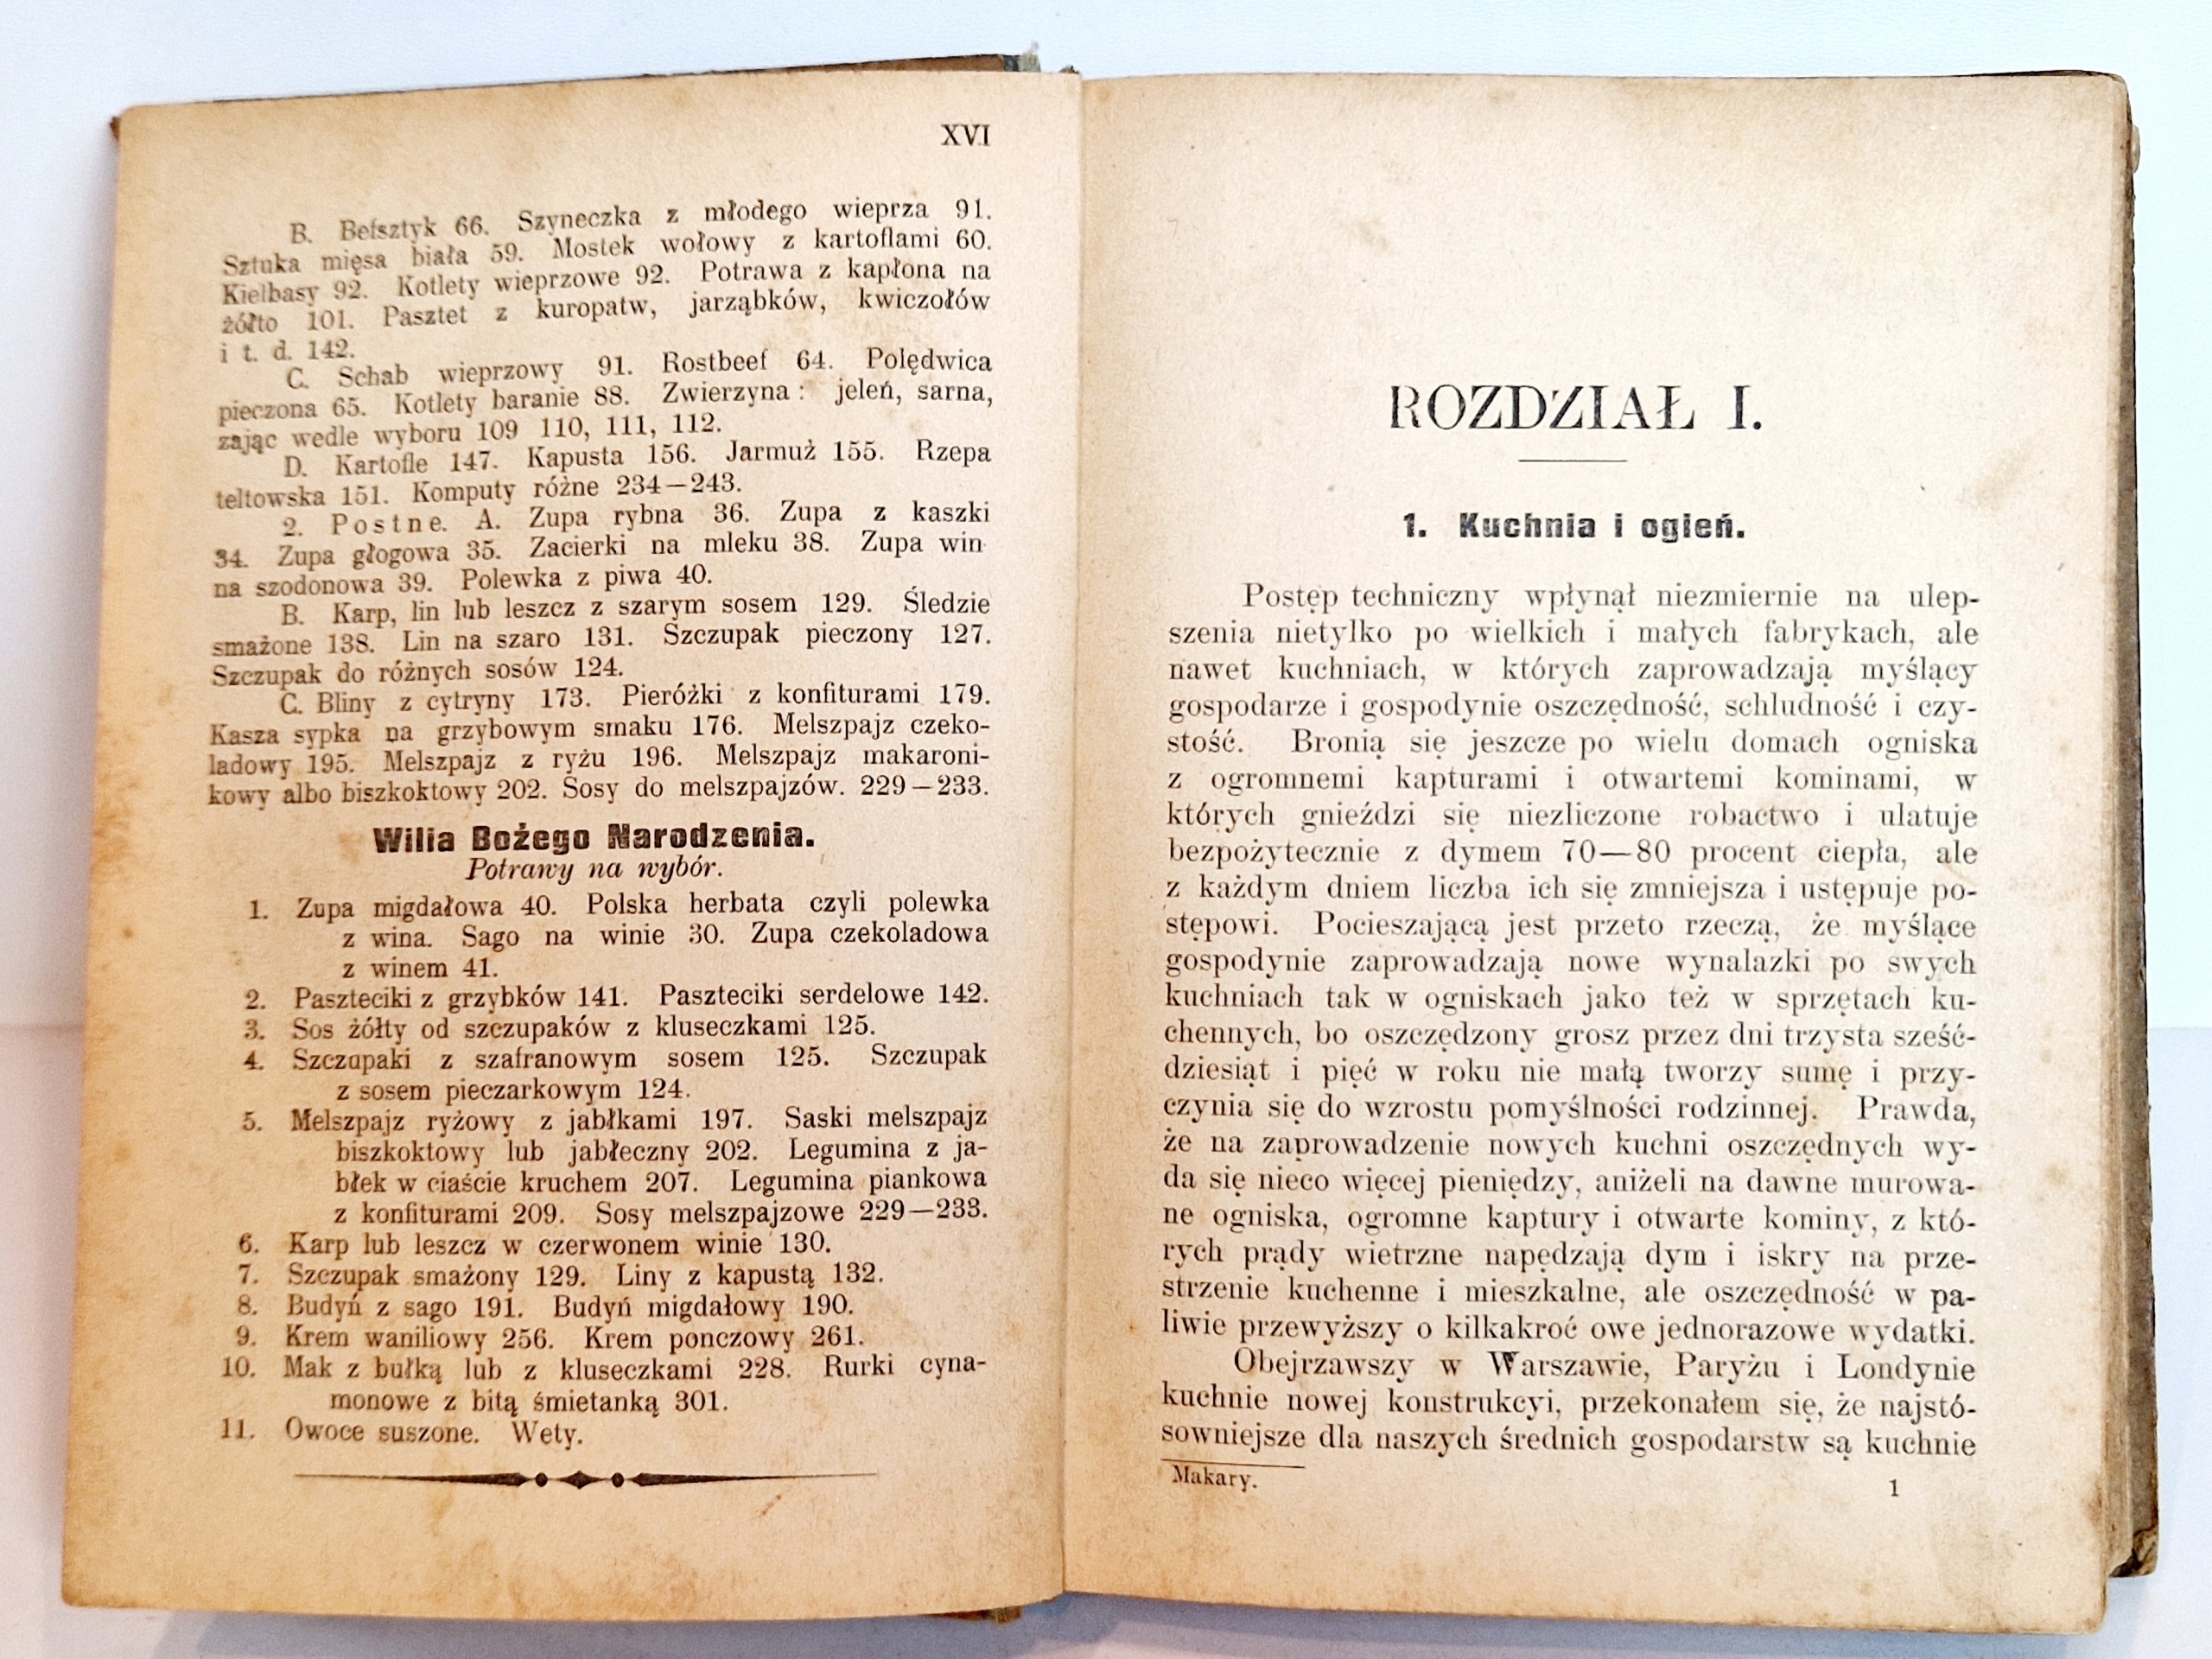 XVI
B. Befsztyk 66. Szyneczka z młodego wieprza 91.
Sztuka mięsa biała 59. Mostek wołowy z kartoflami 60.
Kiełbasy 92. Kotlety wieprzowe 92. Potrawa z kapłona na
żółto 101. Pasztet z kuropatw, jarząbków, kwiczołów
i t. d. 142.
C. Schab wieprzowy 91. Rostbeef 64. Polędwica
pieczona 65. Kotlety baranie 88. Zwierzyna: jeleń, sarna,
zając wedle wyboru 109 110, 111, 112.
D. Kartofle 147. Kapusta 156. Jarmuż 155. Rzepa
teltowska 151. Komputy różne 234—243.
2. Postne. A. Zupa rybna 36. Zupa z kaszki
34. Zupa głogowa 35. Zacierki na mleku 38. Zupa win
na szodonowa 39. Polewka z piwa 40.
B. Karp, lin lub leszcz z szarym sosem 129. Śledzie
smażone 138. Lin na szaro 131. Szczupak pieczony 127.
Szczupak do różnych sosów 124.
C. Bliny z cytryny 173. Pieróżki z konfiturami 179.
Kasza sypka na grzybowym smaku 176. Melszpajz czeko-
ladowy 195. Melszpajz z ryżu 196. Melszpajz makaroni-
kowy albo biszkoktowy 202. Sosy do melszpajzów. 229—233.
Wilia Bożego Narodzenia.
Potrawy na wybór.
1. Zupa migdałowa 40. Polska herbata czyli polewka
z wina. Sago na winie 30. Zupa czekoladowa
z winem 41.
2. Paszteciki z grzybków 141. Paszteciki serdelowe 142.
3. Sos żółty od szczupaków z kluseczkami 125.
4. Szczupaki z szafranowym sosem 125. Szczupak
z sosem pieczarkowym 124.
5. Melszpajz ryżowy z jabłkami 197. Saski melszpajz
biszkoktowy lub jabłeczny 202. Legumina z ja-
błek w ciaście kruchem 207. Legumina piankowa
z konfiturami 209. Sosy melszpajzowe 229—233.
6. Karp lub leszcz w czerwonem winie 130.
7. Szczupak smażony 129. Liny z kapustą 132.
8. Budyń z sago 191. Budyń migdałowy 190.
9. Krem waniliowy 256. Krem ponczowy 261.
10. Mak z bułką lub z kluseczkami 228. Rurki cyna-
monowe z bitą śmietanką 301.
11. Owoce suszone. Wety.
ROZDZIAŁ I.
1. Kuchnia i ogień.
Postęp techniczny wpłynął niezmiernie na ulep-
szenia nietylko po wielkich i małych fabrykach, ale
nawet kuchniach, w których zaprowadzają myślący
gospodarze i gospodynie oszczędność, schludność i czy-
stość. Bronią się jeszcze po wielu domach ogniska
z ogromnemi kapturami i otwartemi kominami, w
których gnieździ się niezliczone robactwo i ulatuje
bezpożytecznie z dymem 70—80 procent ciepła, ale
z każdym dniem liczba ich się zmniejsza i ustępuje po-
stępowi. Pocieszającą jest przeto rzeczą, że myślące
gospodynie zaprowadzają nowe wynalazki po swych
kuchniach tak w ogniskach jako też w sprzętach ku-
chennych, bo oszczędzony grosz przez dni trzysta sześć-
dziesiąt i pięć w roku nie małą tworzy sumę i przy-
czynia się do wzrostu pomyślności rodzinnej. Prawda,
że na zaprowadzenie nowych kuchni oszczędnych wy-
da się nieco więcej pieniędzy, aniżeli na dawne murowa-
ne ogniska, ogromne kaptury i otwarte kominy, z któ-
rych prądy wietrzne napędzają dym i iskry na prze-
strzenie kuchenne i mieszkalne, ale oszczędność w pa-
liwie przewyższy o kilkakroć owe jednorazowe wydatki.
Obejrzawszy w Warszawie, Paryżu i Londynie
kuchnie nowej konstrukcyi, przekonałem się, że najstó-
sowniejsze dla naszych średnich gospodarstw są kuchnie
Makary.
1